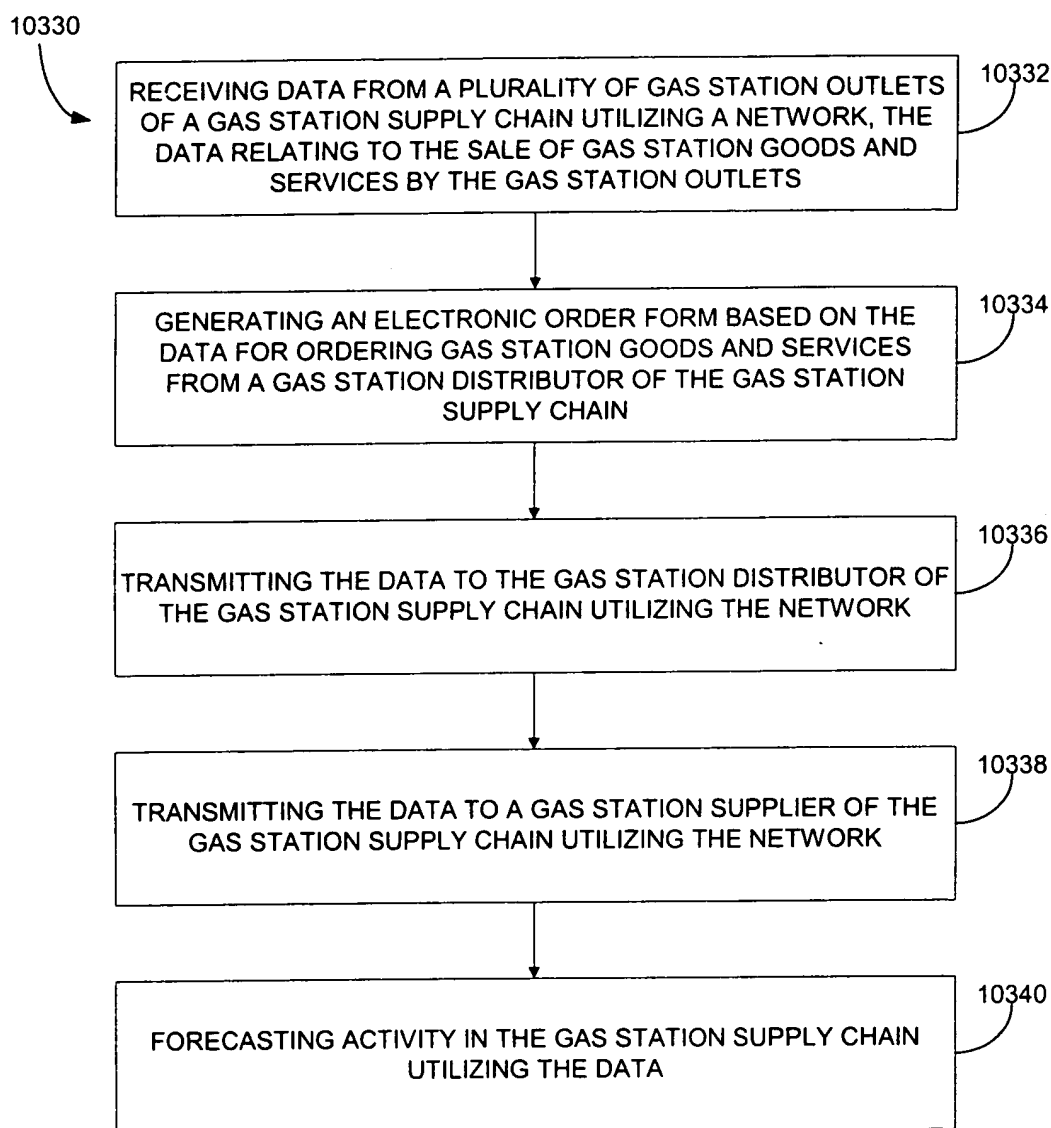 10330
10332
RECEIVING DATA FROM A PLURALITY OF GAS STATION OUTLETS
OF A GAS STATION SUPPLY CHAIN UTILIZING A NETWORK, THE
DATA RELATING TO THE SALE OF GAS STATION GOODS AND
SERVICES BY THE GAS STATION OUTLETS
10334
GENERATING AN ELECTRONIC ORDER FORM BASED ON THE
DATA FOR ORDERING GAS STATION GOODS AND SERVICES
FROM A GAS STATION DISTRIBUTOR OF THE GAS STATION
SUPPLY CHAIN
10336
TRANSMITTING THE DATA TO THE GAS STATION DISTRIBUTOR OF
THE GAS STATION SUPPLY CHAIN UTILIZING THE NETWORK
10338
TRANSMITTING THE DATA TO A GAS STATION SUPPLIER OF THE
GAS STATION SUPPLY CHAIN UTILIZING THE NETWORK
10340
FORECASTING ACTIVITY IN THE GAS STATION SUPPLY CHAIN
UTILIZING THE DATA